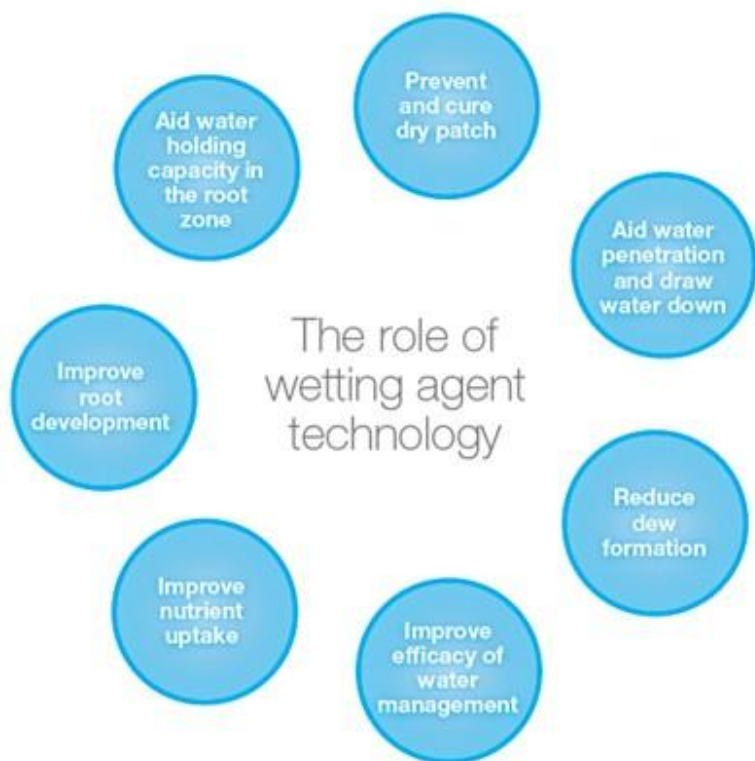 Prevent
and cure
dry patch
Aid water
penetration
and draw
water down
Reduce
dew
formation
Improve
efficacy of
water
management
Improve
nutrient
uptake
Improve
root
development
Aid water
holding
capacity in
the root
zone
The role of
wetting agent
technology